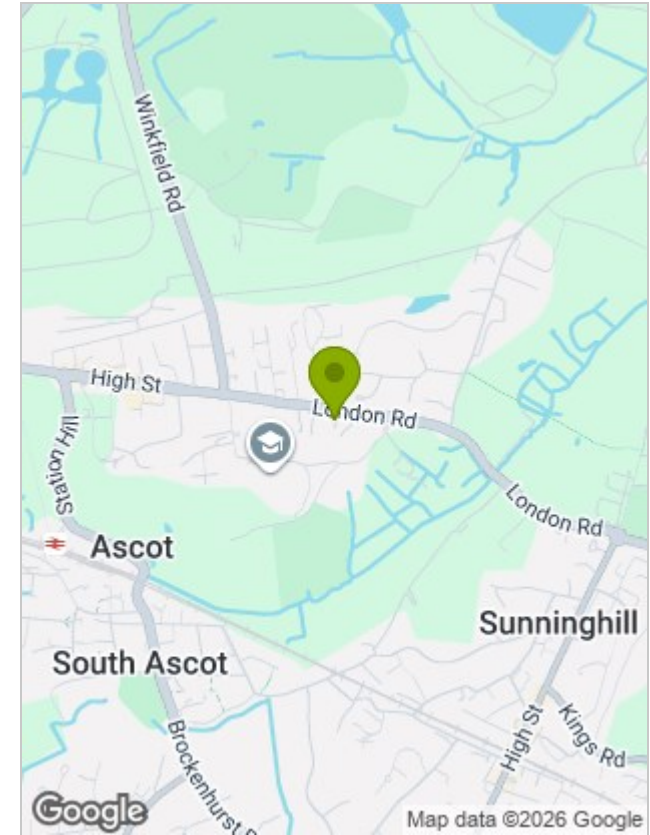 Winkfield Rd
High St
London Rd
Station Hill
London Rd
Ascot
Sunninghill
South Ascot
High St
Kings Rd
Brockenhurst R
Google
Map data ©2026 Google